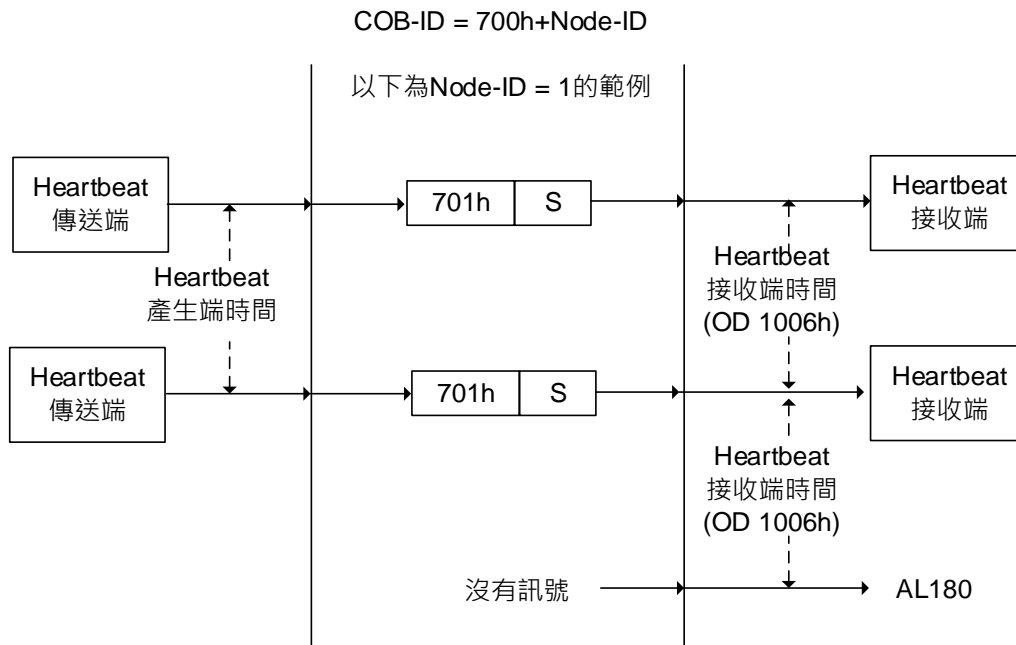 COB-ID = 700h+Node-ID
以下為Node-ID = 1的範例
Heartbeat
傳送端
701h
S
Heartbeat
接收端
Heartbeat
產生端時間
Heartbeat
接收端時間
(OD 1006h)
Heartbeat
傳送端
701h
S
Heartbeat
接收端
Heartbeat
接收端時間
(OD 1006h)
沒有訊號
AL180